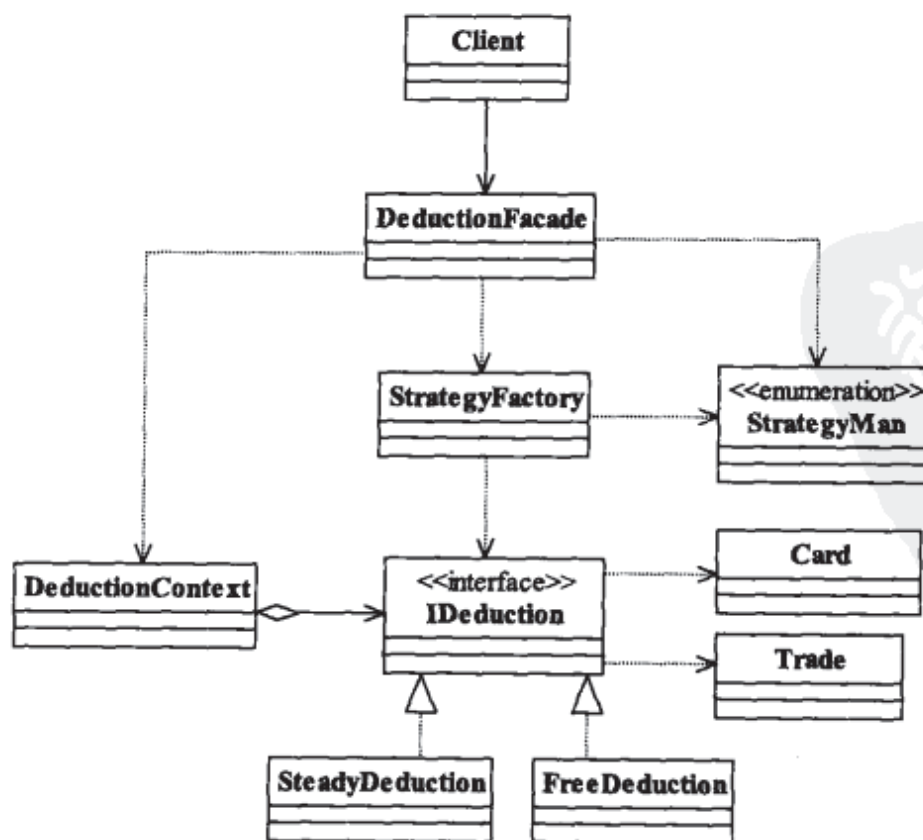 Client
DeductionFacade
StrategyFactory
<<enumeration>>
StrategyMan
DeductionContext
<<interface>>
IDeduction
Card
Trade
SteadyDeduction
FreeDeduction